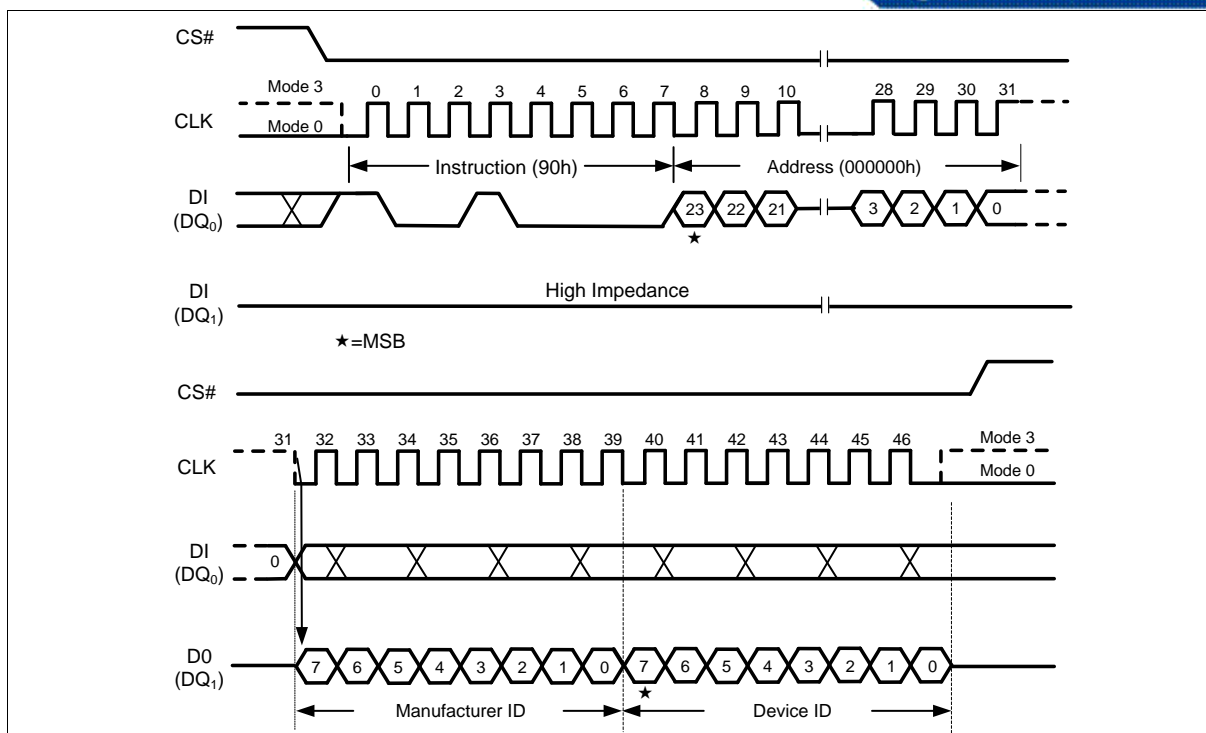 CS#
Mode 3
0 1 2 3 4 5 6 7 8 9 10 28 29 30 31
CLK
Mode 0
Instruction (90h) Address (000000h)
DI
(DQ0)
23 22 21 3 2 1 0
★
High Impedance
DI
(DQ1)
★=MSB
CS#
31 32 33 34 35 36 37 38 39 40 41 42 43 44 45 46
Mode 3
CLK
Mode 0
DI
(DQ0)
0
D0
(DQ1)
7 6 5 4 3 2 1 0 7 6 5 4 3 2 1 0
★
Manufacturer ID Device ID